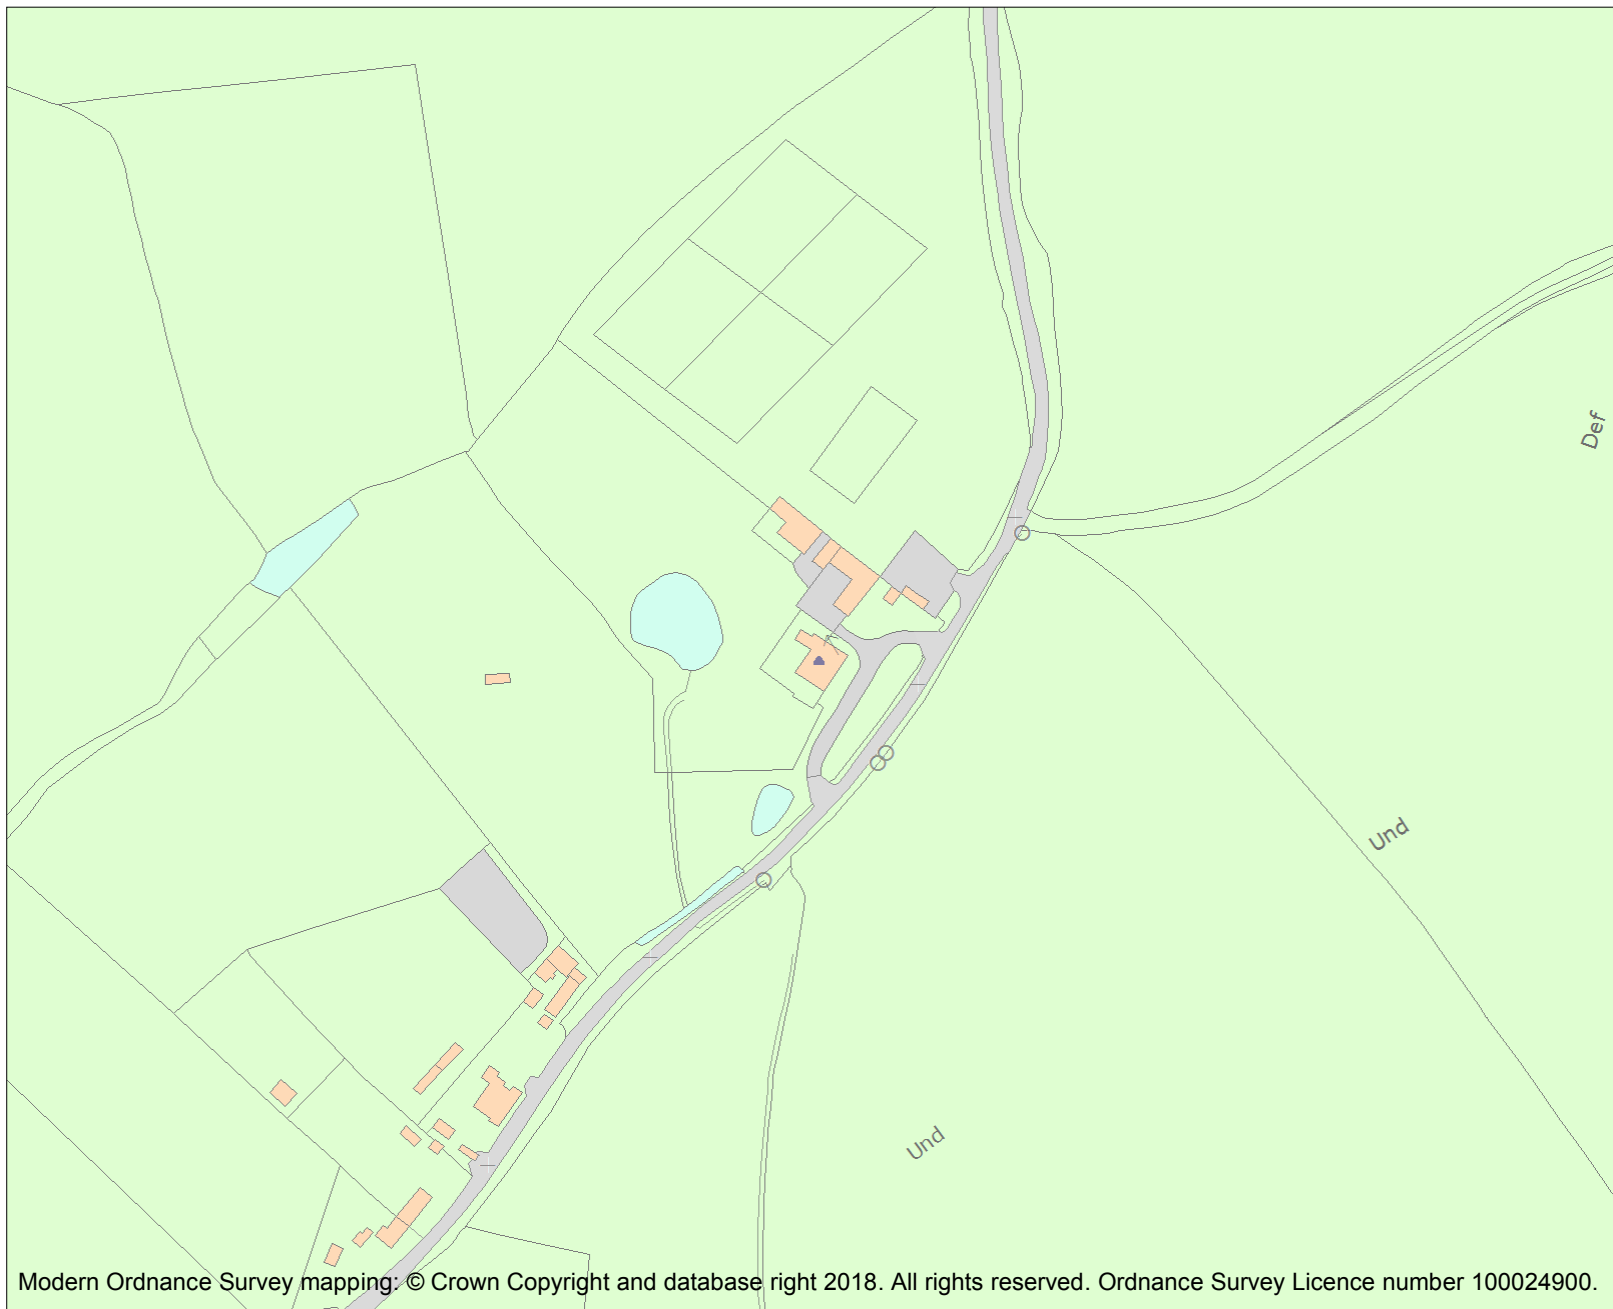 Def
Und
Und
Modern Ordnance Survey mapping: © Crown Copyright and database right 2018. All rights reserved. Ordnance Survey Licence number 100024900.